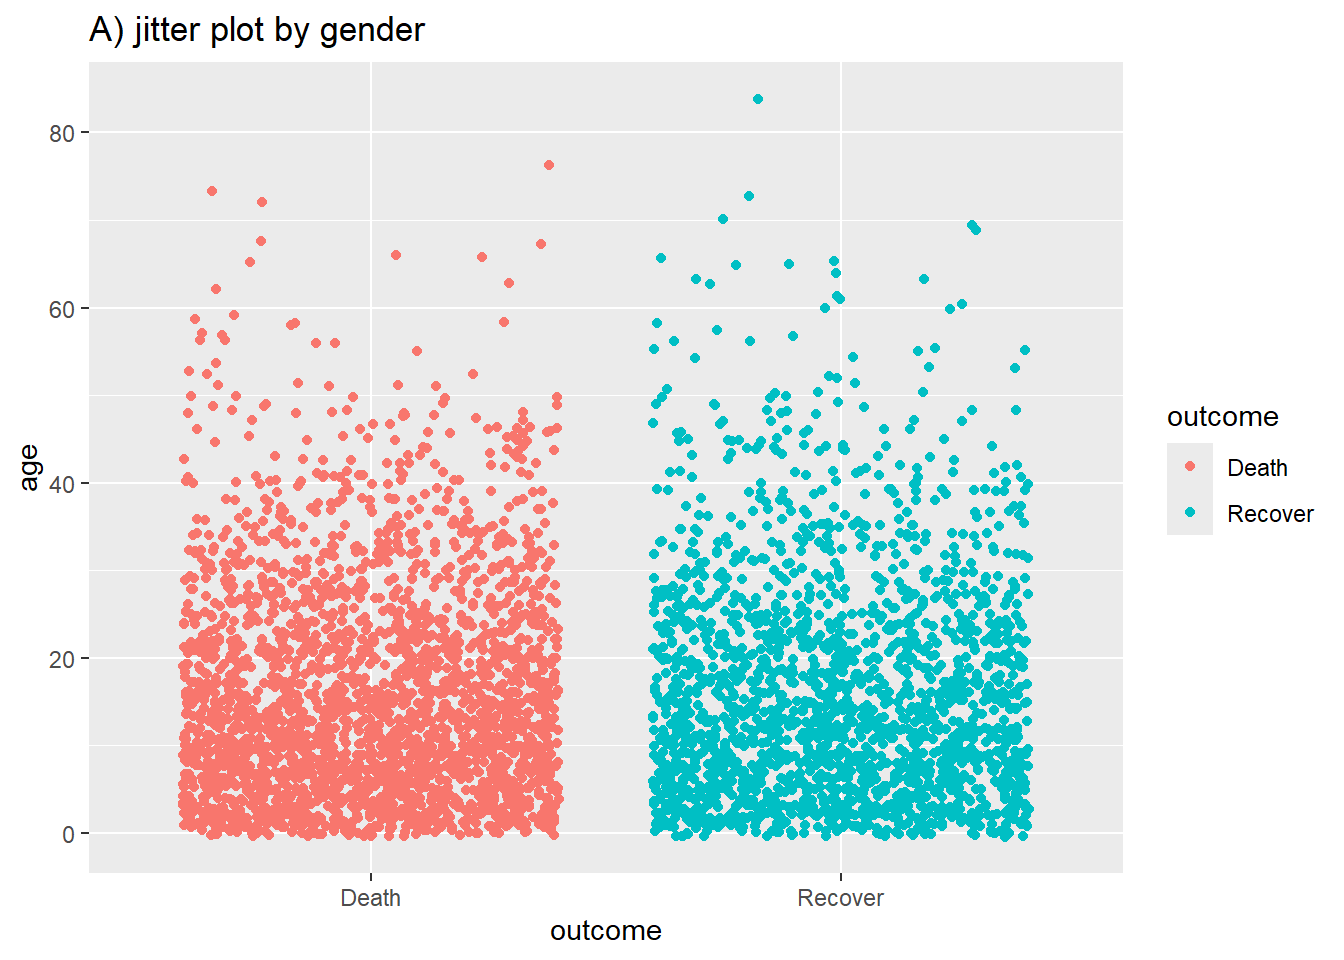 A) jitter plot by gender
80
60
40
20
0
age
Death
Recover
outcome
outcome
Death
Recover